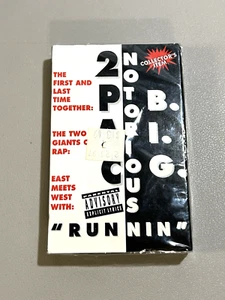 COLLECTOR'S
ITEM
THE
FIRST AND
LAST
TIME
TOGETHER:
THE TWO
GIANTS
RAP:
EAST
MEETS
WEST
WITH:
2PAC
NOTORIOUS
B.
I.
G.
PARENTAL
ADVISORY
EXPLICIT LYRICS
"RUNNIN"